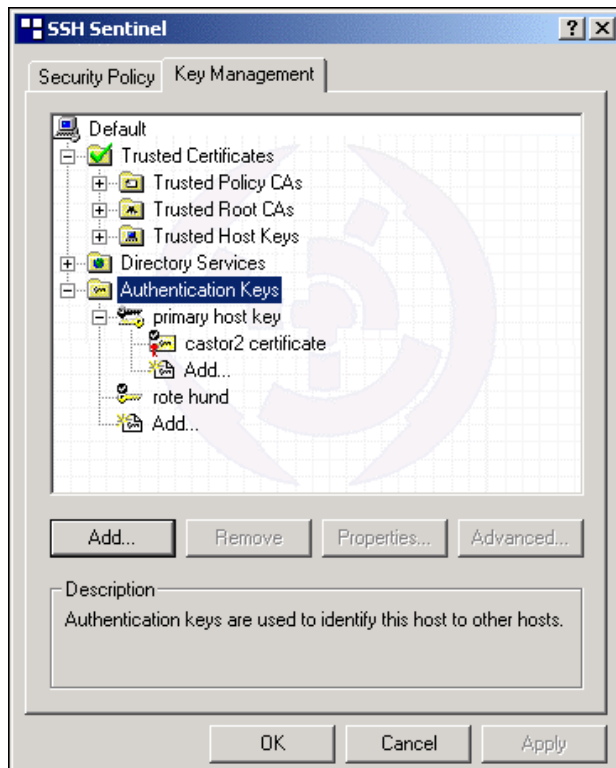 SSH Sentinel
Security Policy Key Management
Default
Trusted Certificates
Trusted Policy CAs
Trusted Root CAs
Trusted Host Keys
Directory Services
Authentication Keys
primary host key
castor2 certificate
Add...
rote hund
Add...
Add... Remove Properties... Advanced...
Description
Authentication keys are used to identify this host to other hosts.
OK Cancel Apply